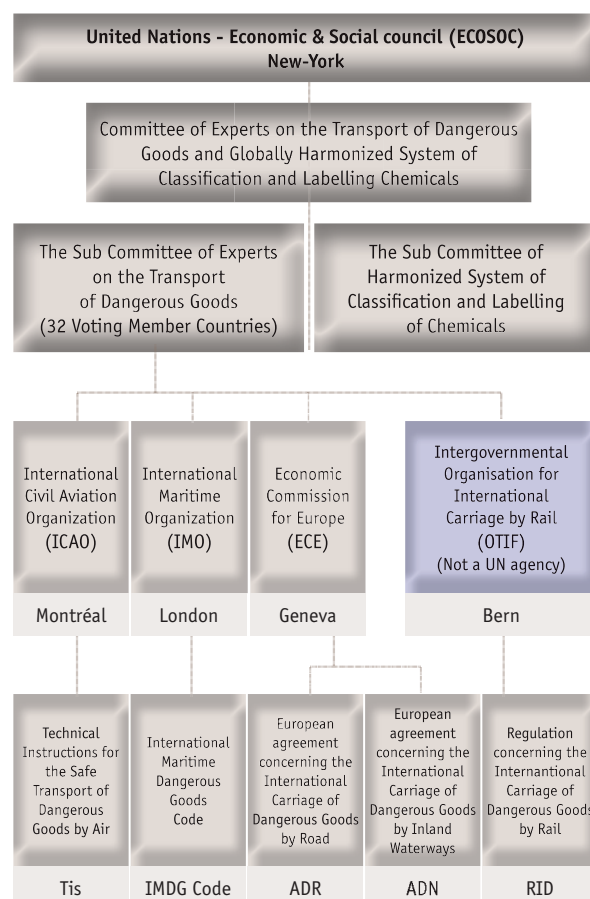 United Nations - Economic & Social council (ECOSOC)
New-York
Committee of Experts on the Transport of Dangerous
Goods and Globally Harmonized System of
Classification and Labelling Chemicals
The Sub Committee of Experts
on the Transport
of Dangerous Goods
(32 Voting Member Countries)
The Sub Committee of
Harmonized System of
Classification and Labelling
of Chemicals
International
Civil Aviation
Organization
(ICAO)
Montréal
International
Maritime
Organization
(IMO)
London
Economic
Commission
for Europe
(ECE)
Geneva
Intergovernmental
Organisation for
International
Carriage by Rail
(OTIF)
(Not a UN agency)
Bern
Technical
Instructions for
the Safe
Transport of
Dangerous
Goods by Air
Tis
International
Maritime
Dangerous
Goods
Code
IMDG Code
European
agreement
concerning the
International
Carriage of
Dangerous Goods
by Road
ADR
European
agreement
concerning the
International
Carriage of
Dangerous Goods
by Inland
Waterways
ADN
Regulation
concerning the
Internantional
Carriage of
Dangerous Goods
by Rail
RID